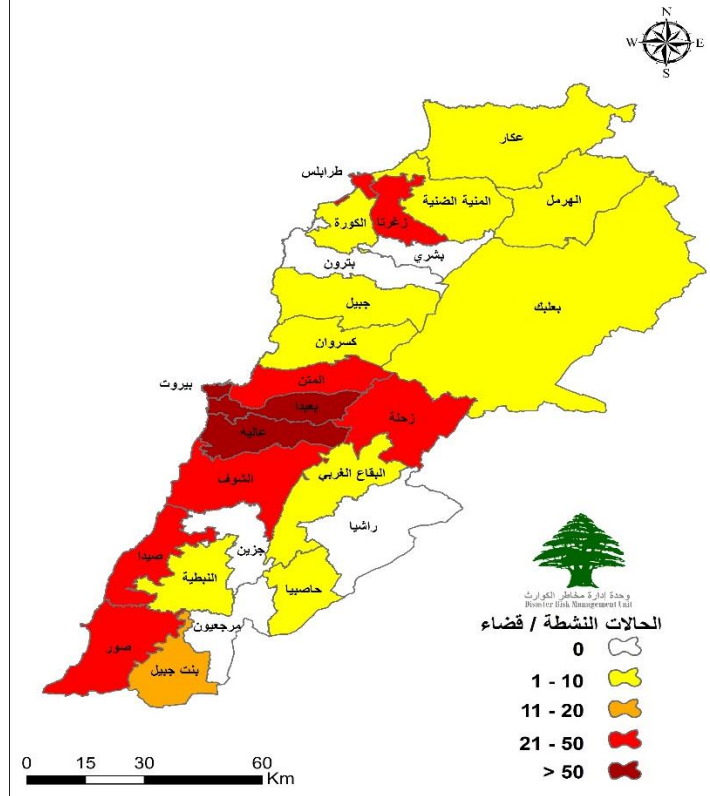 N
W E
S
عكار
طرابلس
المنية الضنية
الهرمل
زغرتا
الكورة
بشري
بترون
بعلبك
جبيل
كسروان
المتن
بيروت
بعبدا
زحلة
عاليه
البقاع الغربي
الشوف
راشيا
صيدا
جزين
النبطية
حاصبيا
مرجعيون
صور
بنت جبيل
وحدة إدارة مخاطر الكوارث
Disaster Risk Management Unit
الحالات النشطة / قضاء
0
1 - 10
11 - 20
21 - 50
> 50
0 15 30 60
Km